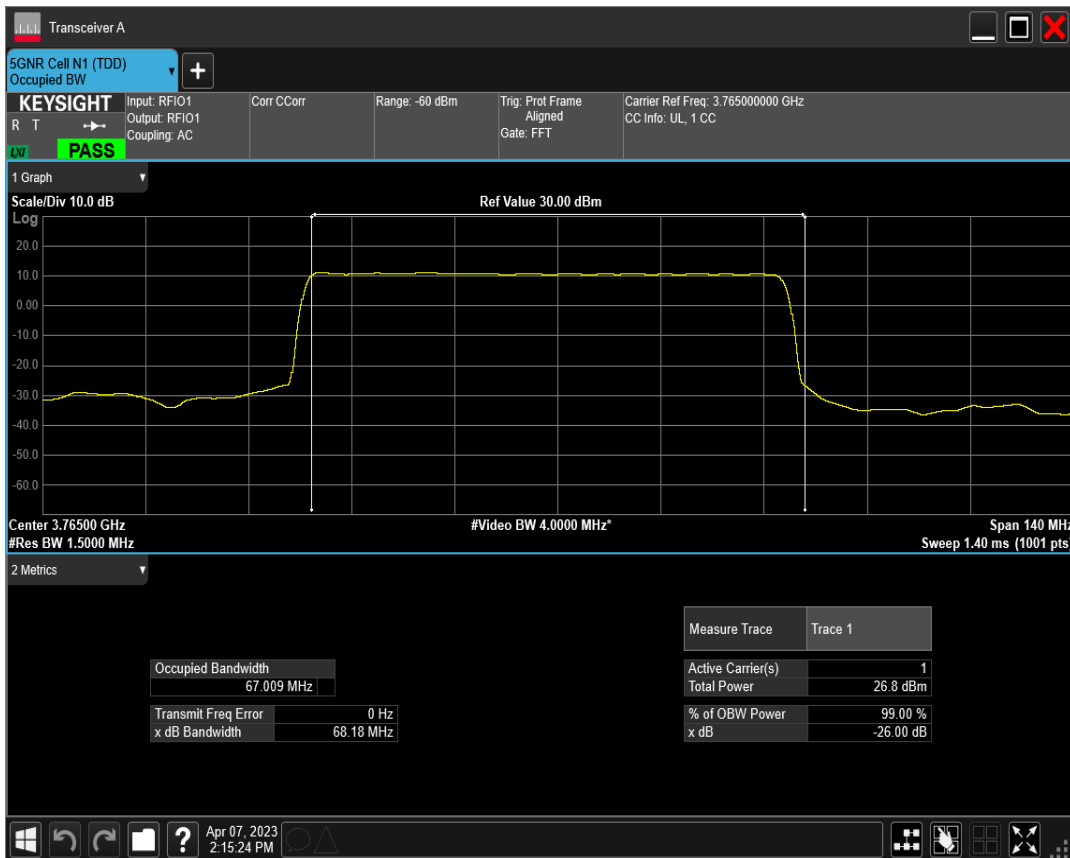 Transceiver A
5GNR Cell N1 (TDD)
Occupied BW
+
KEYSIGHT
R T
LXI
PASS
Input: RFIO1
Output: RFIO1
Coupling: AC
Corr CCorr
Range: -60 dBm
Trig: Prot Frame
Aligned
Gate: FFT
Carrier Ref Freq: 3.765000000 GHz
CC Info: UL, 1 CC
1 Graph
Scale/Div 10.0 dB
Ref Value 30.00 dBm
Log
20.0
10.0
0.00
-10.0
-20.0
-30.0
-40.0
-50.0
-60.0
Center 3.76500 GHz
#Video BW 4.0000 MHz*
Span 140 MHz
#Res BW 1.5000 MHz
Sweep 1.40 ms (1001 pts)
2 Metrics
Measure Trace Trace 1
Occupied Bandwidth
67.009 MHz
Active Carrier(s) 1
Total Power 26.8 dBm
Transmit Freq Error 0 Hz
x dB Bandwidth 68.18 MHz
% of OBW Power 99.00 %
x dB -26.00 dB
?
Apr 07, 2023
2:15:24 PM